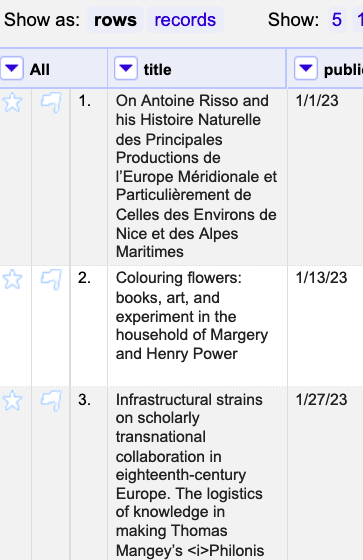 Show as: rows records Show: 5 1
All title publi
1. On Antoine Risso and 1/1/23
his Histoire Naturelle
des Principales
Productions de
l’Europe Méridionale et
Particulièrement de
Celles des Environs de
Nice et des Alpes
Maritimes
2. Colouring flowers: 1/13/23
books, art, and
experiment in the
household of Margery
and Henry Power
3. Infrastructural strains 1/27/23
on scholarly
transnational
collaboration in
eighteenth-century
Europe. The logistics
of knowledge in
making Thomas
Mangey’s <i>Philonis